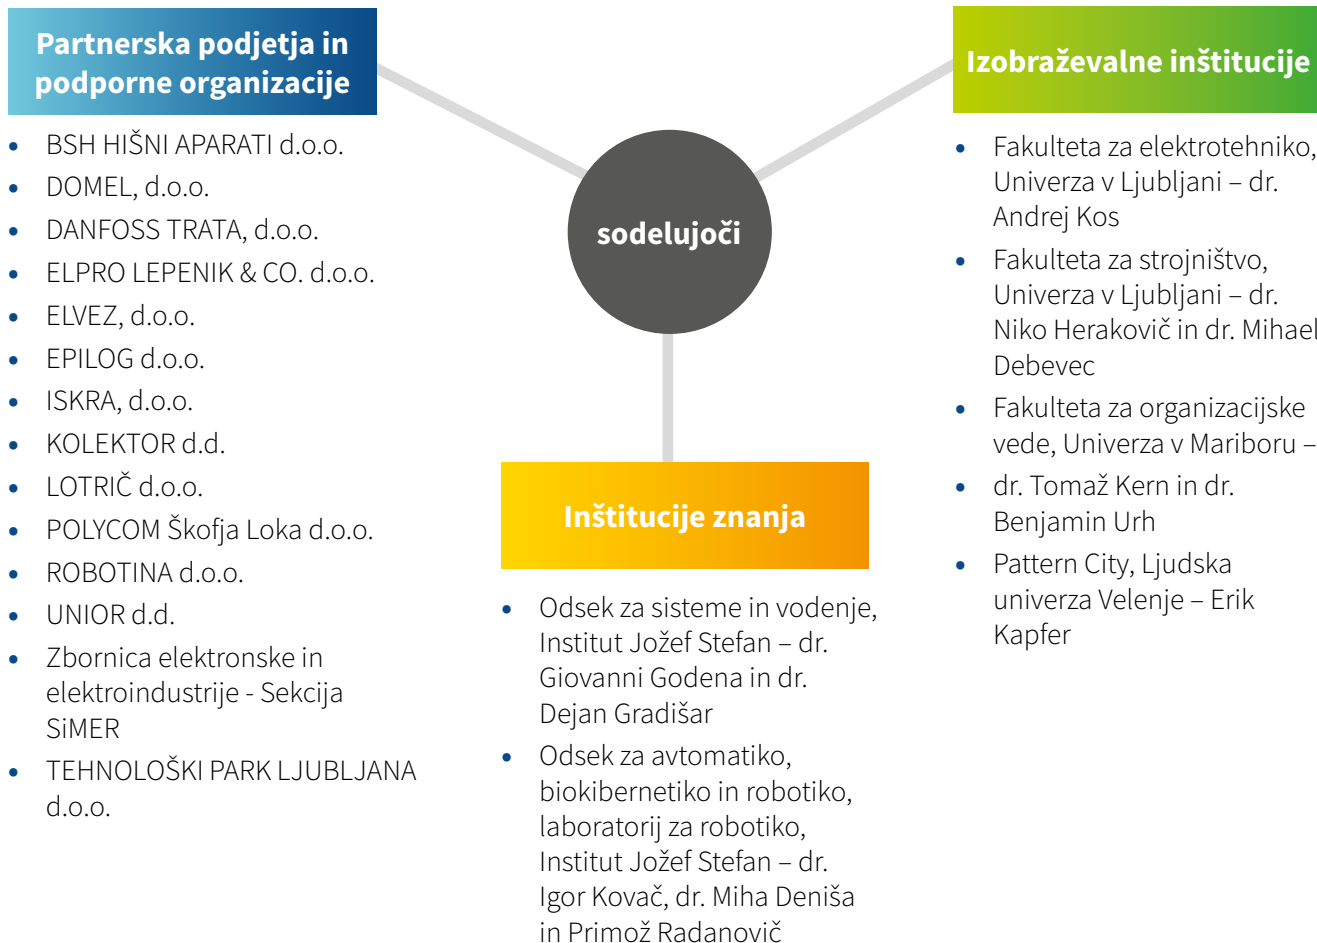 Partnerska podjetja in
podporne organizacije
• BSH HIŠNI APARATI d.o.o.
• DOMEL, d.o.o.
• DANFOSS TRATA, d.o.o.
• ELPRO LEPENIK & CO. d.o.o.
• ELVEZ, d.o.o.
• EPILOG d.o.o.
• ISKRA, d.o.o.
• KOLEKTOR d.d.
• LOTRIČ d.o.o.
• POLYCOM Škofja Loka d.o.o.
• ROBOTINA d.o.o.
• UNIOR d.d.
• Zbornica elektronske in
elektroindustrije - Sekcija
SiMER
• TEHNOLOŠKI PARK LJUBLJANA
d.o.o.
sodelujoči
Inštitucije znanja
• Odsek za sisteme in vodenje,
Institut Jožef Stefan – dr.
Giovanni Godena in dr.
Dejan Gradišar
• Odsek za avtomatiko,
biokibernetiko in robotiko,
laboratorij za robotiko,
Institut Jožef Stefan – dr.
Igor Kovač, dr. Miha Deniša
in Primož Radanovič
Izobraževalne inštitucije
• Fakulteta za elektrotehniko,
Univerza v Ljubljani – dr.
Andrej Kos
• Fakulteta za strojništvo,
Univerza v Ljubljani – dr.
Niko Herakovič in dr. Mihael
Debevec
• Fakulteta za organizacijske
vede, Univerza v Mariboru –
• dr. Tomaž Kern in dr.
Benjamin Urh
• Pattern City, Ljudska
univerza Velenje – Erik
Kapfer